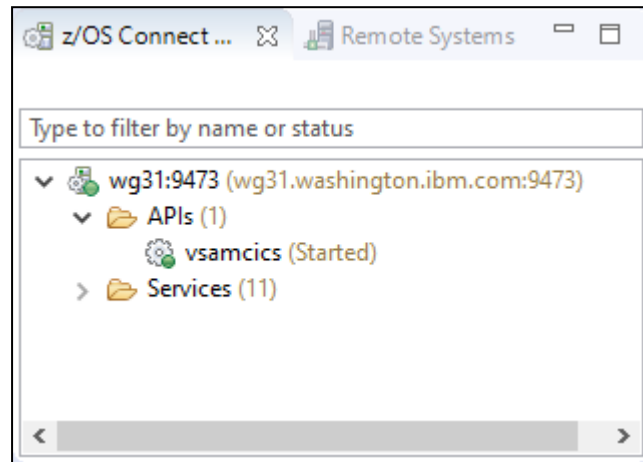 z/OS Connect ... Remote Systems
Type to filter by name or status
wg31:9473 (wg31.washington.ibm.com:9473)
APIs (1)
vsamcics (Started)
Services (11)